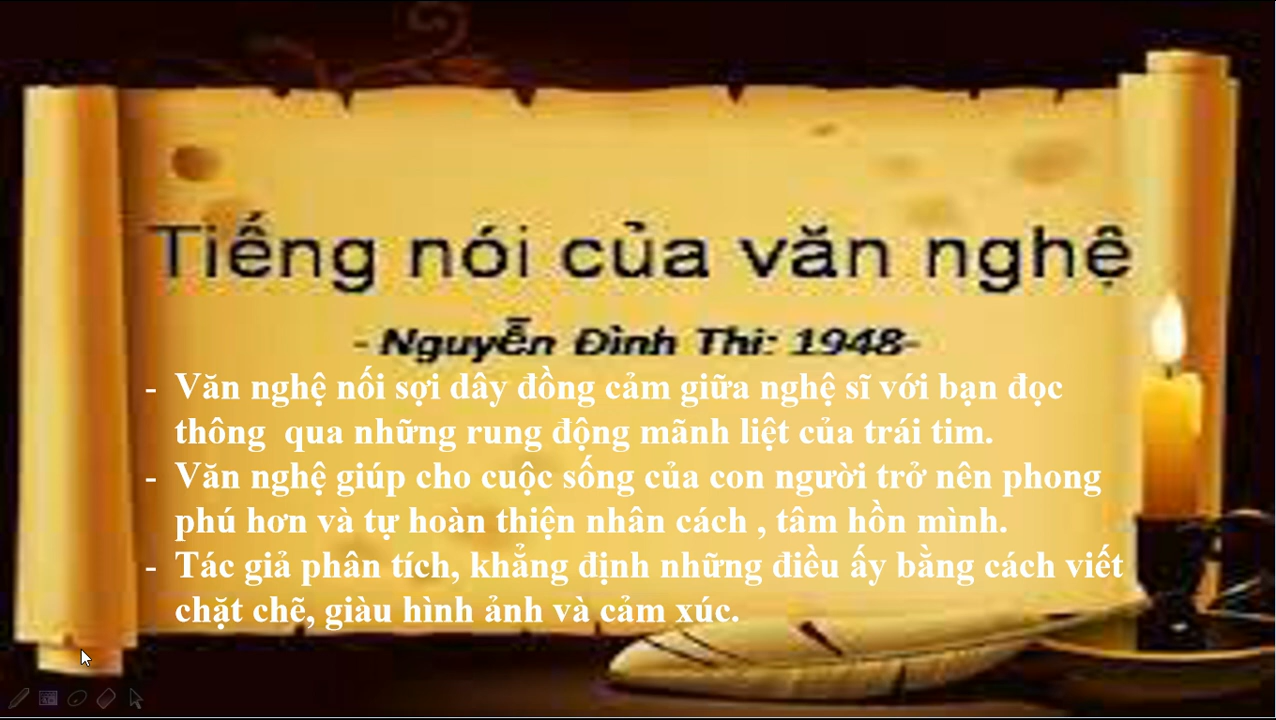 Tiếng nói của văn nghệ
- Nguyễn Đình Thi: 1948-
- Văn nghệ nối sợi dây đồng cảm giữa nghệ sĩ với bạn đọc
thông qua những rung động mãnh liệt của trái tim.
- Văn nghệ giúp cho cuộc sống của con người trở nên phong
phú hơn và tự hoàn thiện nhân cách , tâm hồn mình.
- Tác giả phân tích, khẳng định những điều ấy bằng cách viết
chặt chẽ, giàu hình ảnh và cảm xúc.